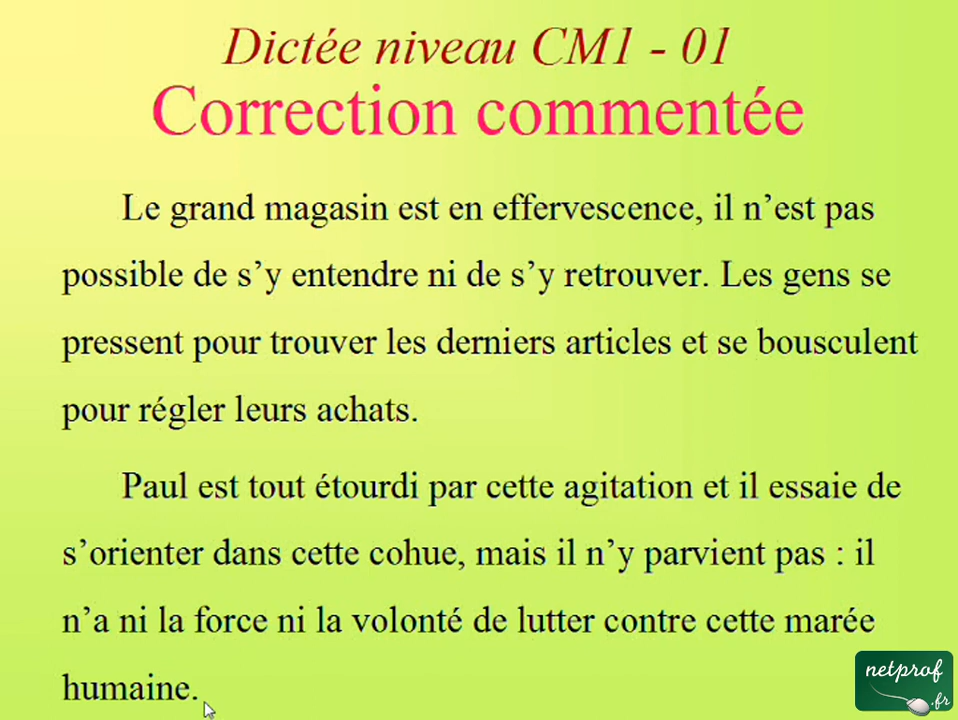 Dictée niveau CM1 - 01
Correction commentée
Le grand magasin est en effervescence, il n’est pas
possible de s’y entendre ni de s’y retrouver. Les gens se
pressent pour trouver les derniers articles et se bousculent
pour régler leurs achats.
Paul est tout étourdi par cette agitation et il essaie de
s’orienter dans cette cohue, mais il n’y parvient pas : il
n’a ni la force ni la volonté de lutter contre cette marée
humaine.
netprof
.fr